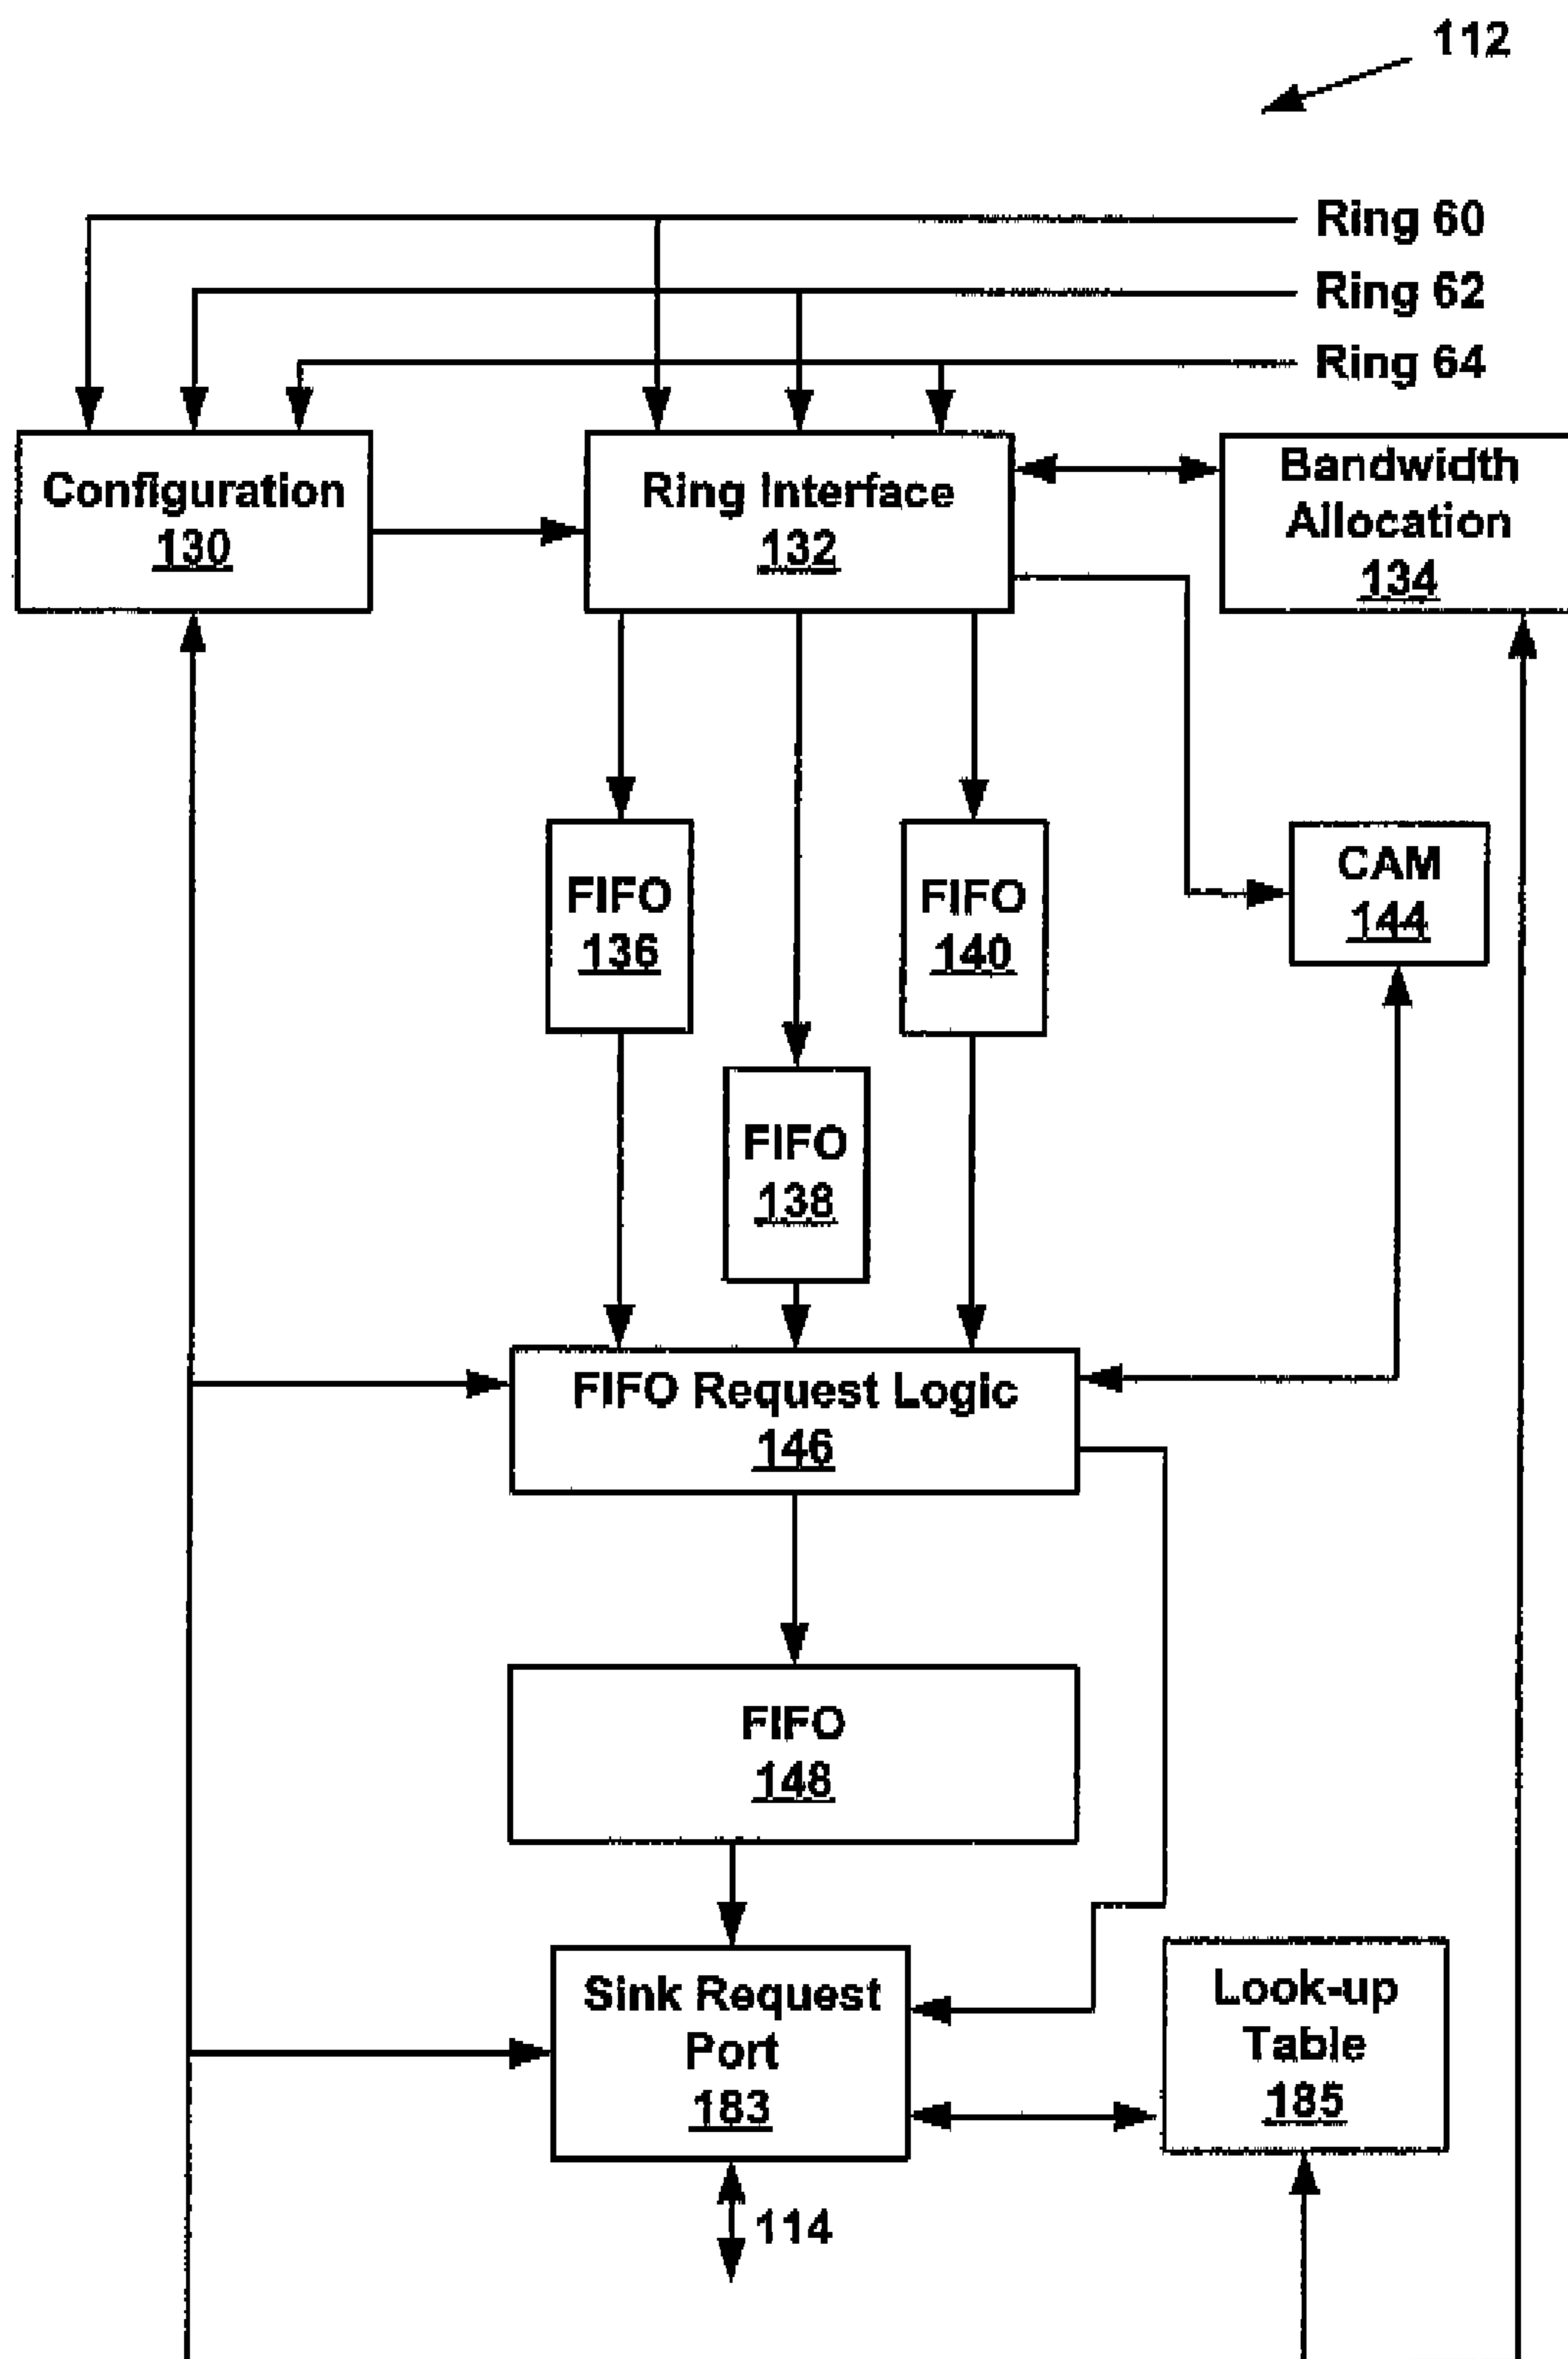 112
Ring 60
Ring 62
Ring 64
Configuration
130
Ring Interface
132
Bandwidth
Allocation
134
FIFO
136
FIFO
140
CAM
144
FIFO
138
FIFO Request Logic
146
FIFO
148
Sink Request
Port
183
Look-up
Table
185
114